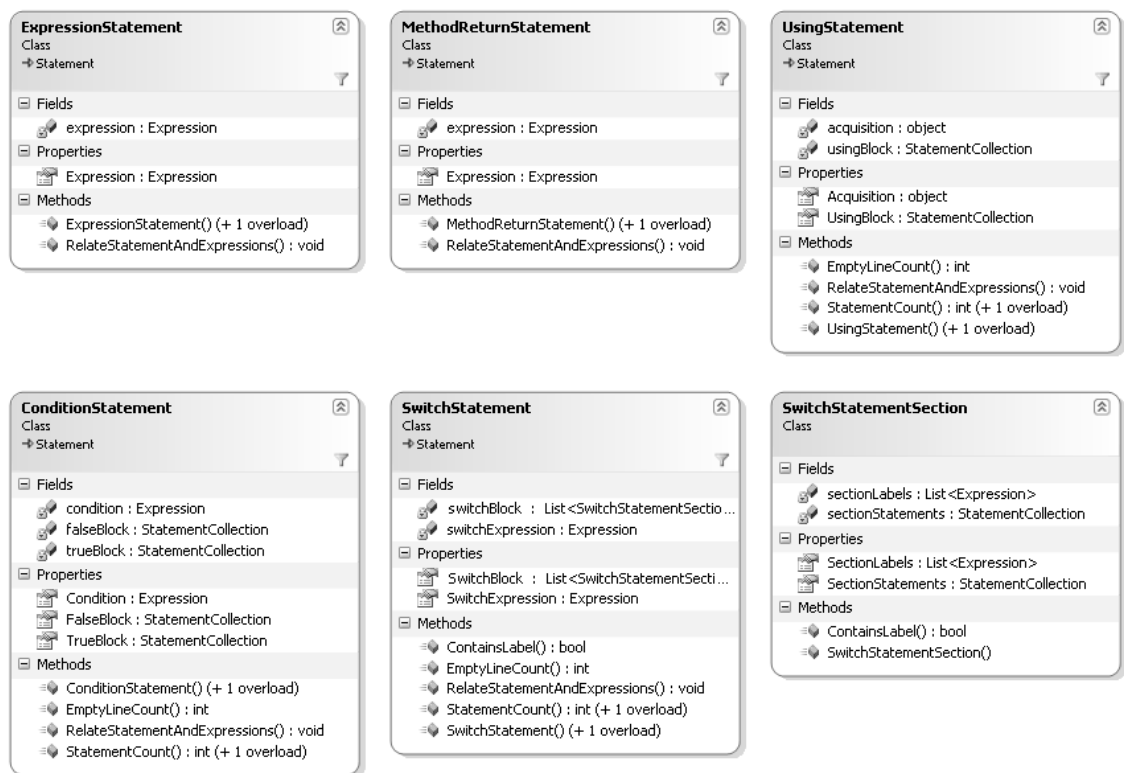 ExpressionStatement
Class
Statement
Fields
expression : Expression
Properties
Expression : Expression
Methods
ExpressionStatement() (+ 1 overload)
RelateStatementAndExpressions() : void
MethodReturnStatement
Class
Statement
Fields
expression : Expression
Properties
Expression : Expression
Methods
MethodReturnStatement() (+ 1 overload)
RelateStatementAndExpressions() : void
UsingStatement
Class
Statement
Fields
acquisition : object
usingBlock : StatementCollection
Properties
Acquisition : object
UsingBlock : StatementCollection
Methods
EmptyLineCount() : int
RelateStatementAndExpressions() : void
StatementCount() : int (+ 1 overload)
UsingStatement() (+ 1 overload)
ConditionStatement
Class
Statement
Fields
condition : Expression
falseBlock : StatementCollection
trueBlock : StatementCollection
Properties
Condition : Expression
FalseBlock : StatementCollection
TrueBlock : StatementCollection
Methods
ConditionStatement() (+ 1 overload)
EmptyLineCount() : int
RelateStatementAndExpressions() : void
StatementCount() : int (+ 1 overload)
SwitchStatement
Class
Statement
Fields
switchBlock : List<SwitchStatementSectio...
switchExpression : Expression
Properties
SwitchBlock : List<SwitchStatementSecti...
SwitchExpression : Expression
Methods
ContainsLabel() : bool
EmptyLineCount() : int
RelateStatementAndExpressions() : void
StatementCount() : int (+ 1 overload)
SwitchStatement() (+ 1 overload)
SwitchStatementSection
Class
Fields
sectionLabels : List<Expression>
sectionStatements : StatementCollection
Properties
SectionLabels : List<Expression>
SectionStatements : StatementCollection
Methods
ContainsLabel() : bool
SwitchStatementSection()